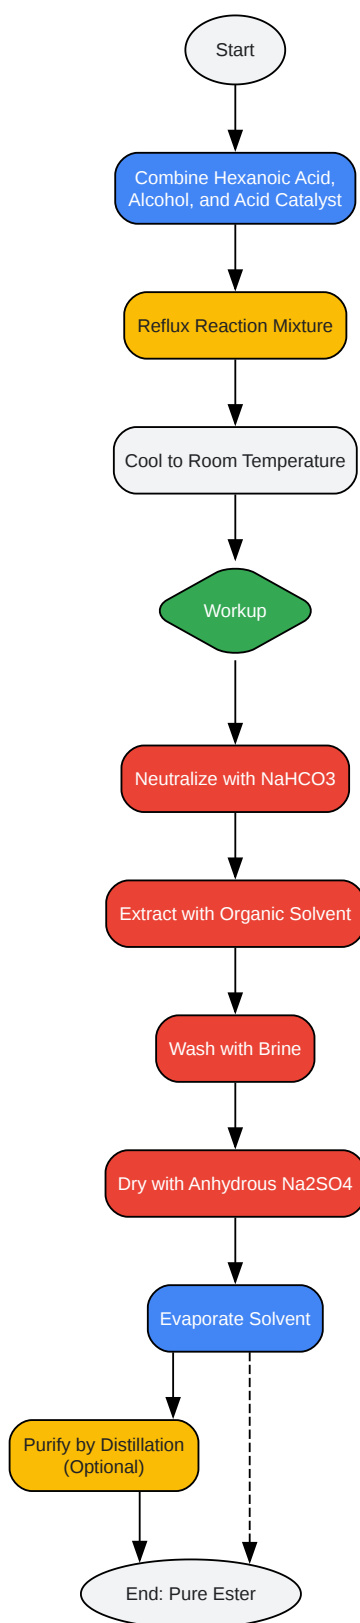 Start
Combine Hexanoic Acid,
Alcohol, and Acid Catalyst
Reflux Reaction Mixture
Cool to Room Temperature
Workup
Neutralize with NaHCO3
Extract with Organic Solvent
Wash with Brine
Dry with Anhydrous Na2SO4
Evaporate Solvent
Purify by Distillation
(Optional)
End: Pure Ester